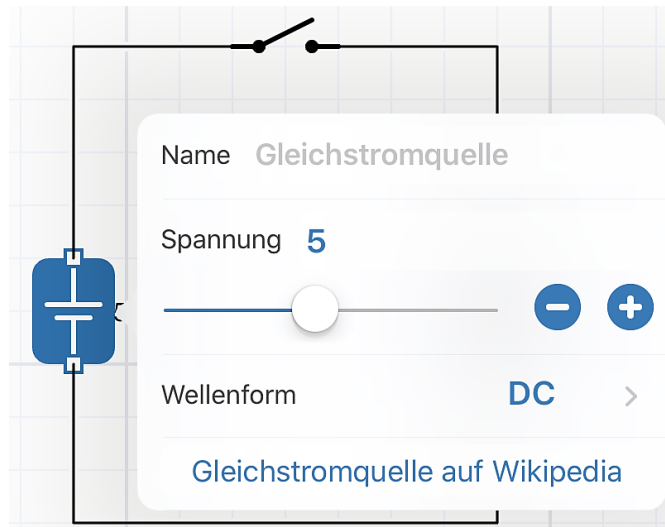 Name Gleichstromquelle
Spannung 5
Wellenform DC
Gleichstromquelle auf Wikipedia